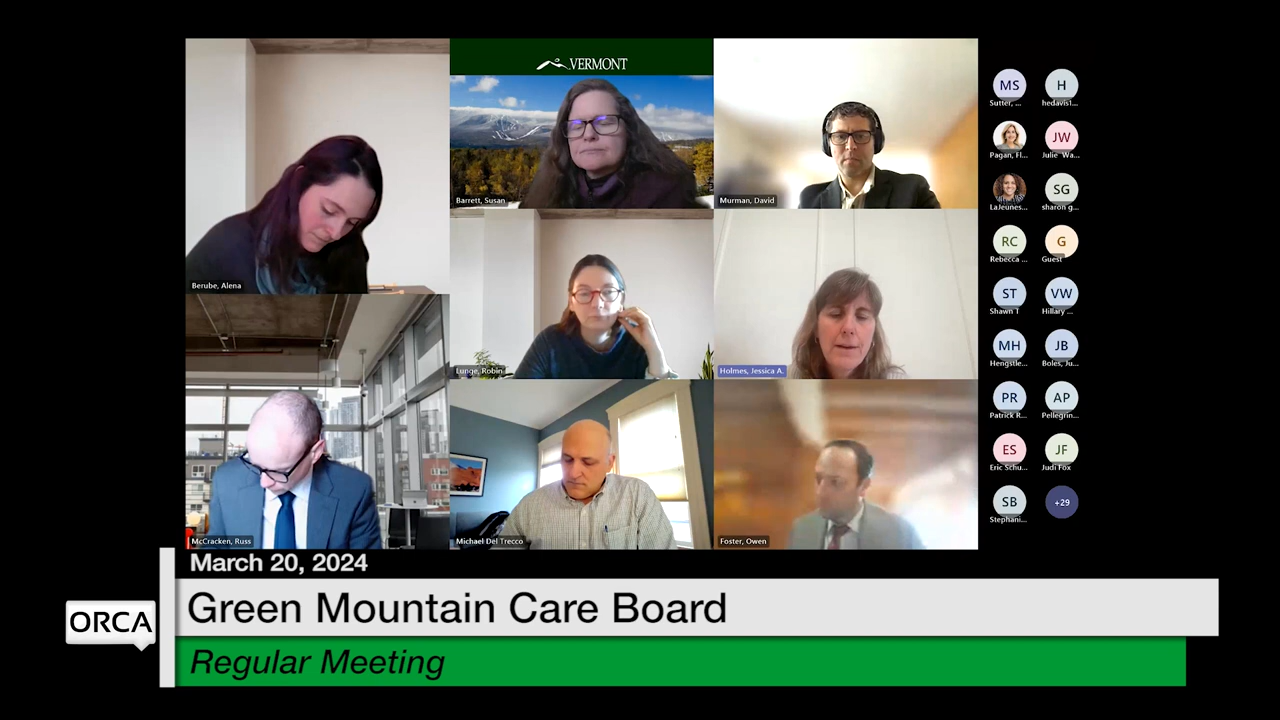 VERMONT
Berube, Alena
Barrett, Susan
Murman, David
Lunge, Robin
Holmes, Jessica A.
McCracken, Russ
Michael Del Trecco
Foster, Owen
MS
Sutter, ...
H
hedavis1...
Pagan, Fl...
JW
Julie Wa...
LaJeunes...
SG
sharon g...
RC
Rebecca ...
G
Guest
ST
Shawn T
VW
Hillary ...
MH
Hengstle...
JB
Boles, Ju...
PR
Patrick R...
AP
Pellegrin...
ES
Eric Schu...
JF
Judi Fox
SB
Stephani...
+29
March 20, 2024
ORCA
Green Mountain Care Board
Regular Meeting